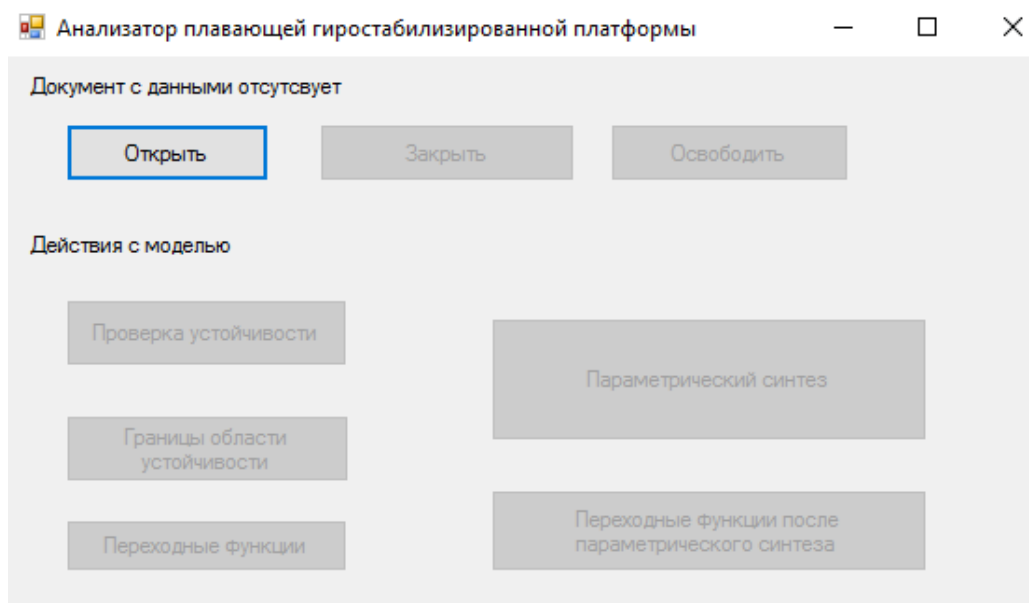 Анализатор плавающей гиростабилизированной платформы
Документ с данными отсутсвует
Открыть
Закрыть
Освободить
Действия с моделью
Проверка устойчивости
Параметрический синтез
Границы области
устойчивости
Переходные функции
Переходные функции после
параметрического синтеза